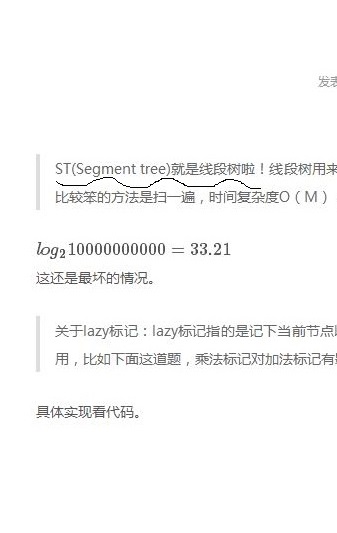 发表
ST(Segment tree)就是线段树啦！线段树用来
比较笨的方法是扫一遍，时间复杂度O（M）
log₂10000000000 = 33.21
这还是最坏的情况。
关于lazy标记：lazy标记指的是记下当前节点
用，比如下面这道题，乘法标记对加法标记有
具体实现看代码。